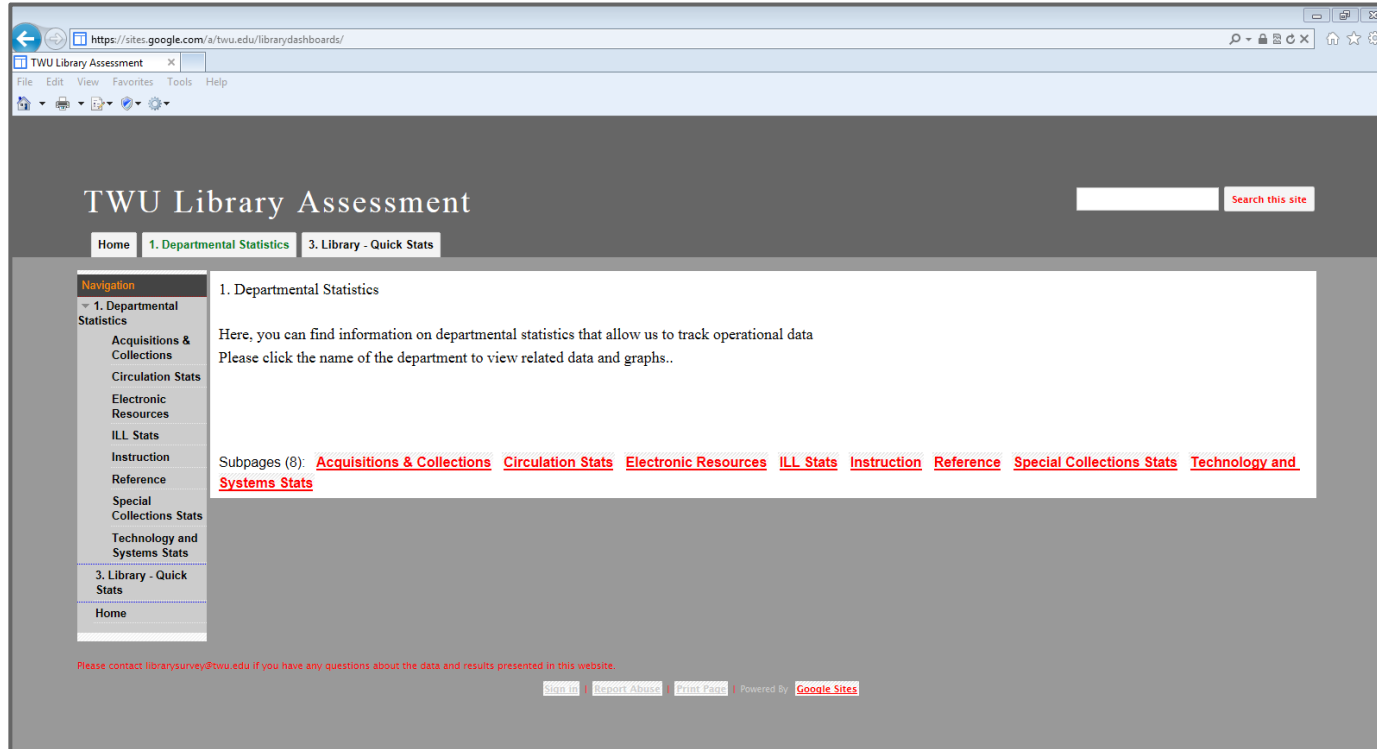 https://sites.google.com/a/twu.edu/librarydashboards/
TWU Library Assessment
File Edit View Favorites Tools Help
TWU Library Assessment
Search this site
Home 1. Departmental Statistics 3. Library - Quick Stats
Navigation
1. Departmental
Statistics
Acquisitions &
Collections
Circulation Stats
Electronic
Resources
ILL Stats
Instruction
Reference
Special
Collections Stats
Technology and
Systems Stats
3. Library - Quick
Stats
Home
1. Departmental Statistics
Here, you can find information on departmental statistics that allow us to track operational data
Please click the name of the department to view related data and graphs..
Subpages (8): Acquisitions & Collections Circulation Stats Electronic Resources ILL Stats Instruction Reference Special Collections Stats Technology and
Systems Stats
Please contact librarysurvey@twu.edu if you have any questions about the data and results presented in this website.
Sign in | Report Abuse | Print Page | Powered By Google Sites